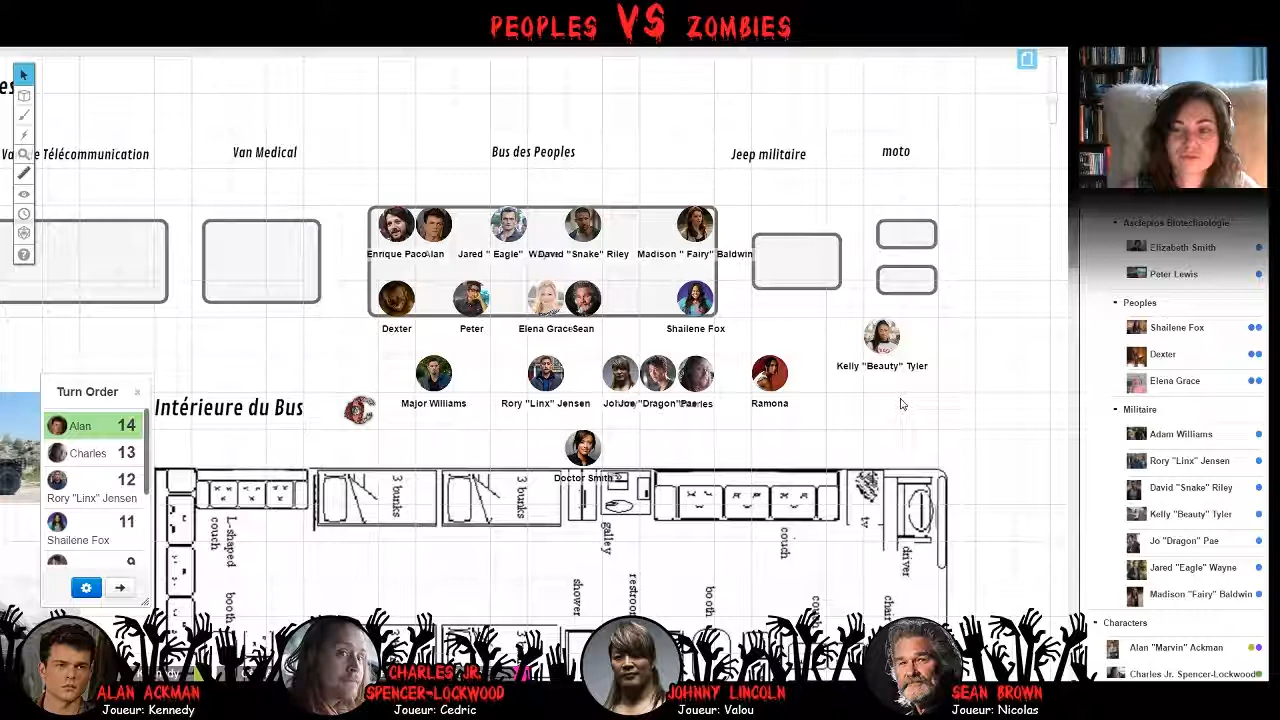 PEOPLES VS ZOMBIES
es
Va e Télécommunication
Van Medical
Bus des Peoples
Jeep militaire
moto
Enrique Paco
Alan
Jared " Eagle" W
David "Snake" Riley
Madison " Fairy" Baldwin
Dexter
Peter
Elena Grace
Sean
Shailene Fox
Kelly "Beauty" Tyler
Major Williams
Rory "Linx" Jensen
Ramona
Doctor Smith
Intérieure du Bus
Turn Order
Alan 14
Charles 13
12
Rory "Linx" Jensen
11
Shailene Fox
9
3 bunks
3 bunks
L-shaped couch
galley
couch
tv
driver
booth
shower
Asclepios Biotechnologie
Elizabeth Smith
Peter Lewis
Peoples
Shailene Fox
Dexter
Elena Grace
Militaire
Adam Williams
Rory "Linx" Jensen
David "Snake" Riley
Kelly "Beauty" Tyler
Jo "Dragon" Pae
Jared "Eagle" Wayne
Madison "Fairy" Baldwin
Characters
Alan "Marvin" Ackman
Charles Jr. Spencer-Lockwood
ALAN ACKMAN
Joueur: Kennedy
CHARLES JR.
SPENCER-LOCKWOOD
Joueur: Cedric
JOHNNY LINCOLN
Joueur: Valou
SEAN BROWN
Joueur: Nicolas